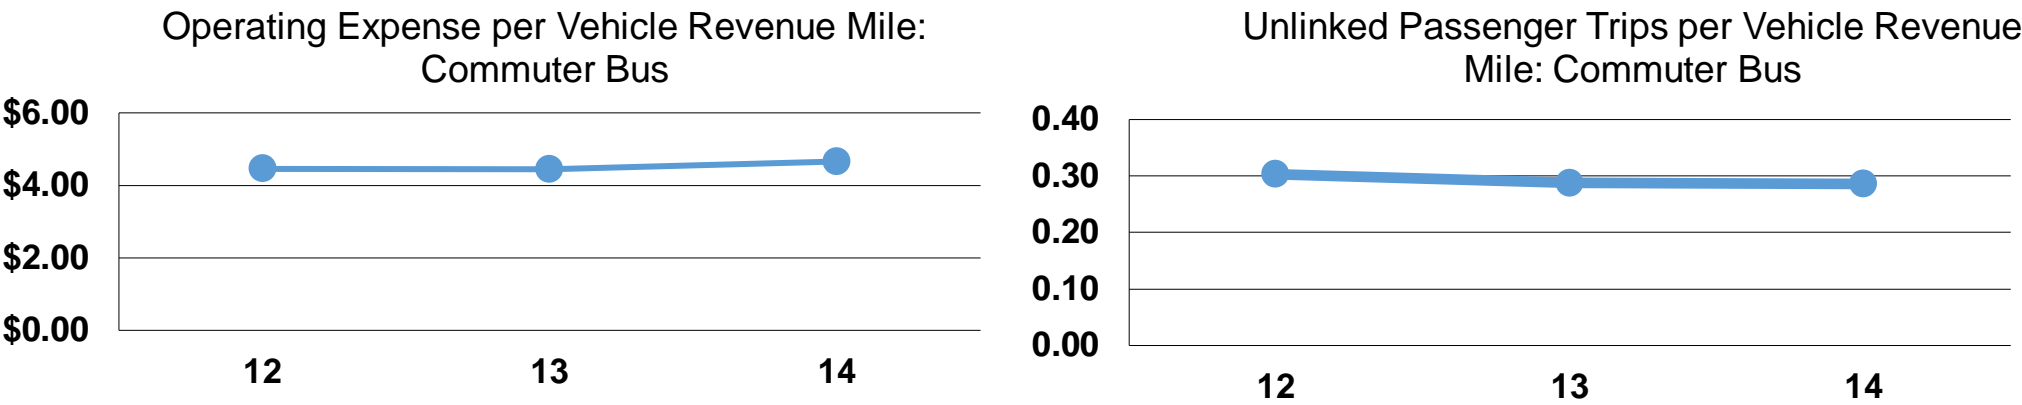 Operating Expense per Vehicle Revenue Mile:
Commuter Bus
$6.00
$4.00
$2.00
$0.00
12 13 14
Unlinked Passenger Trips per Vehicle Revenue
Mile: Commuter Bus
0.40
0.30
0.20
0.10
0.00
12 13 14